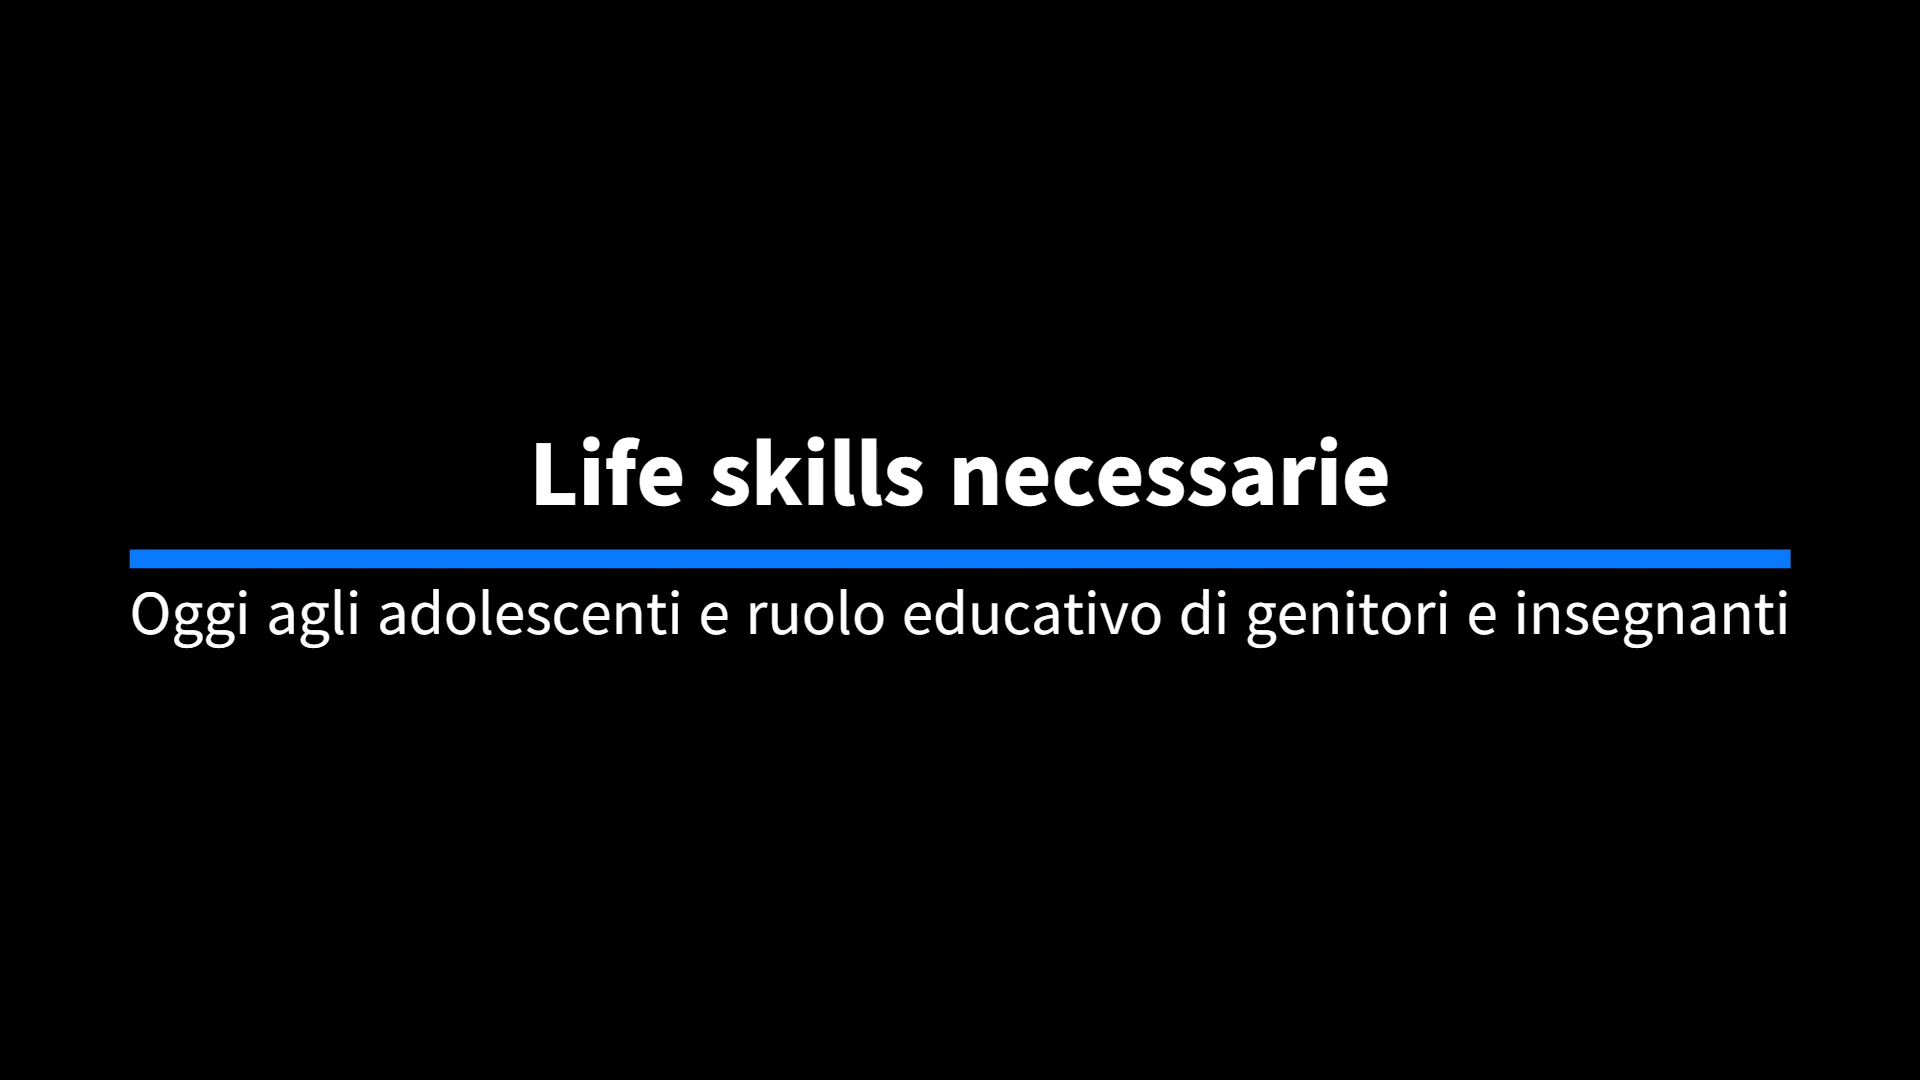 Life skills necessarie
Oggi agli adolescenti e ruolo educativo di genitori e insegnanti